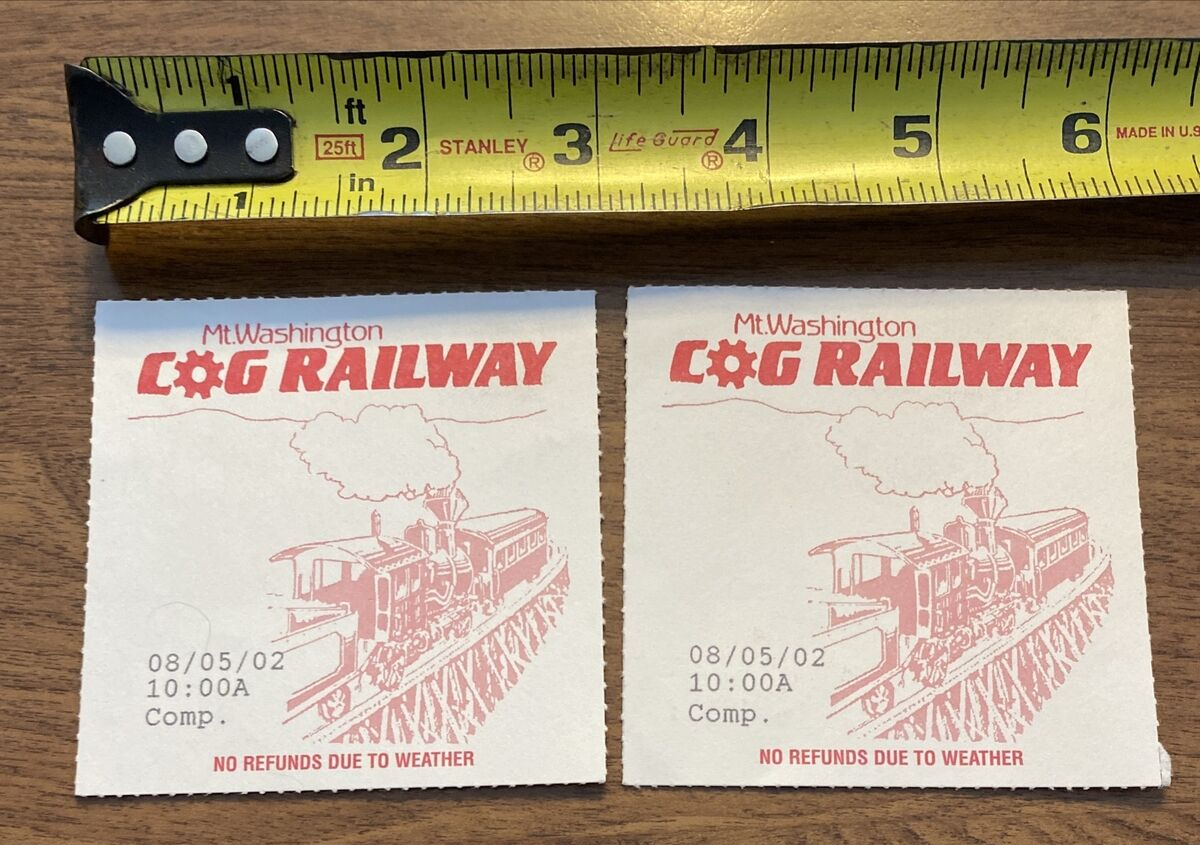 1 ft
25ft 2 STANLEY® 3 Life Guard® 4 5 6 MADE IN U.S
1 in
Mt.Washington
COG RAILWAY
08/05/02
10:00A
Comp.
NO REFUNDS DUE TO WEATHER
Mt.Washington
COG RAILWAY
08/05/02
10:00A
Comp.
NO REFUNDS DUE TO WEATHER